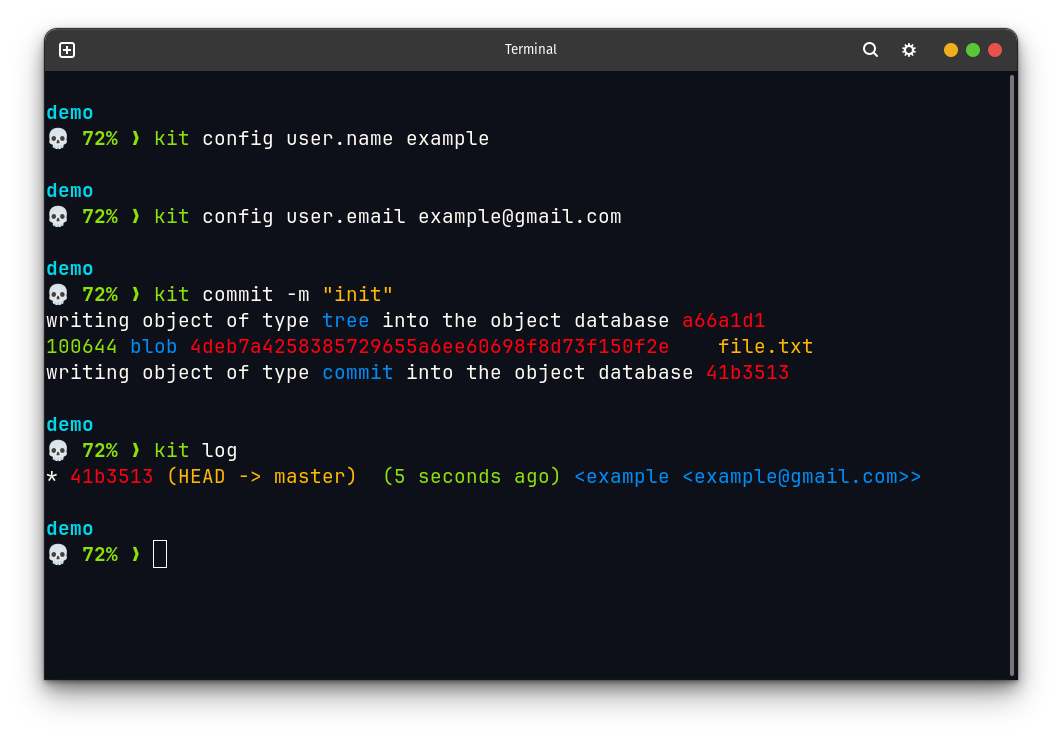 Terminal
demo
💀 72% ❫ kit config user.name example
demo
💀 72% ❫ kit config user.email example@gmail.com
demo
💀 72% ❫ kit commit -m "init"
writing object of type tree into the object database a66a1d1
100644 blob 4deb7a4258385729655a6ee60698f8d73f150f2e    file.txt
writing object of type commit into the object database 41b3513
demo
💀 72% ❫ kit log
* 41b3513 (HEAD -> master)  (5 seconds ago) <example <example@gmail.com>>
demo
💀 72% ❫